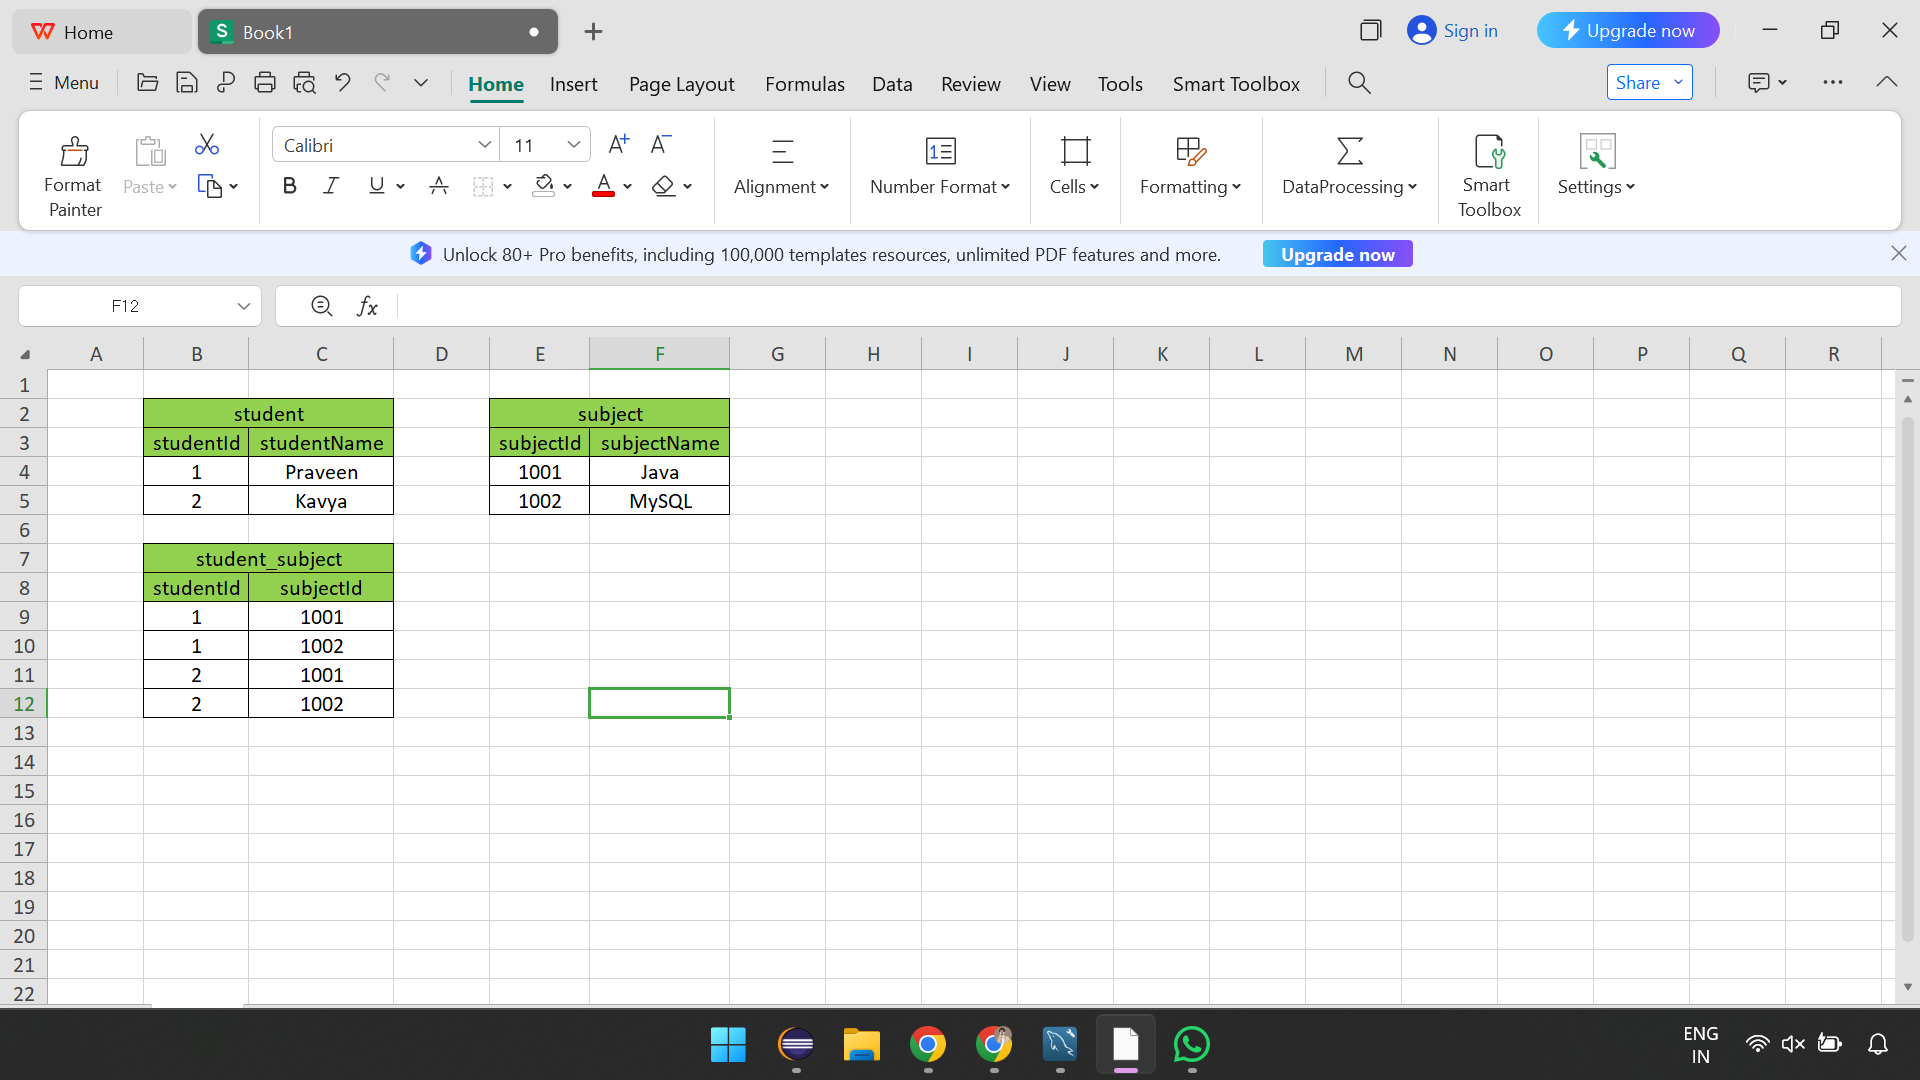 Home
S Book1
Sign in
Upgrade now
Menu
Home Insert Page Layout Formulas Data Review View Tools Smart Toolbox
Share
Format
Painter
Paste
Calibri 11 A+ A−
B I U A A
Alignment
Number Format
Cells
Formatting
DataProcessing
Smart
Toolbox
Settings
Unlock 80+ Pro benefits, including 100,000 templates resources, unlimited PDF features and more. Upgrade now
F12 fx
A B C D E F G H I J K L M N O P Q R
1
2 student subject
3 studentId studentName subjectId subjectName
4 1 Praveen 1001 Java
5 2 Kavya 1002 MySQL
6
7 student_subject
8 studentId subjectId
9 1 1001
10 1 1002
11 2 1001
12 2 1002
13
14
15
16
17
18
19
20
21
22
ENG
IN